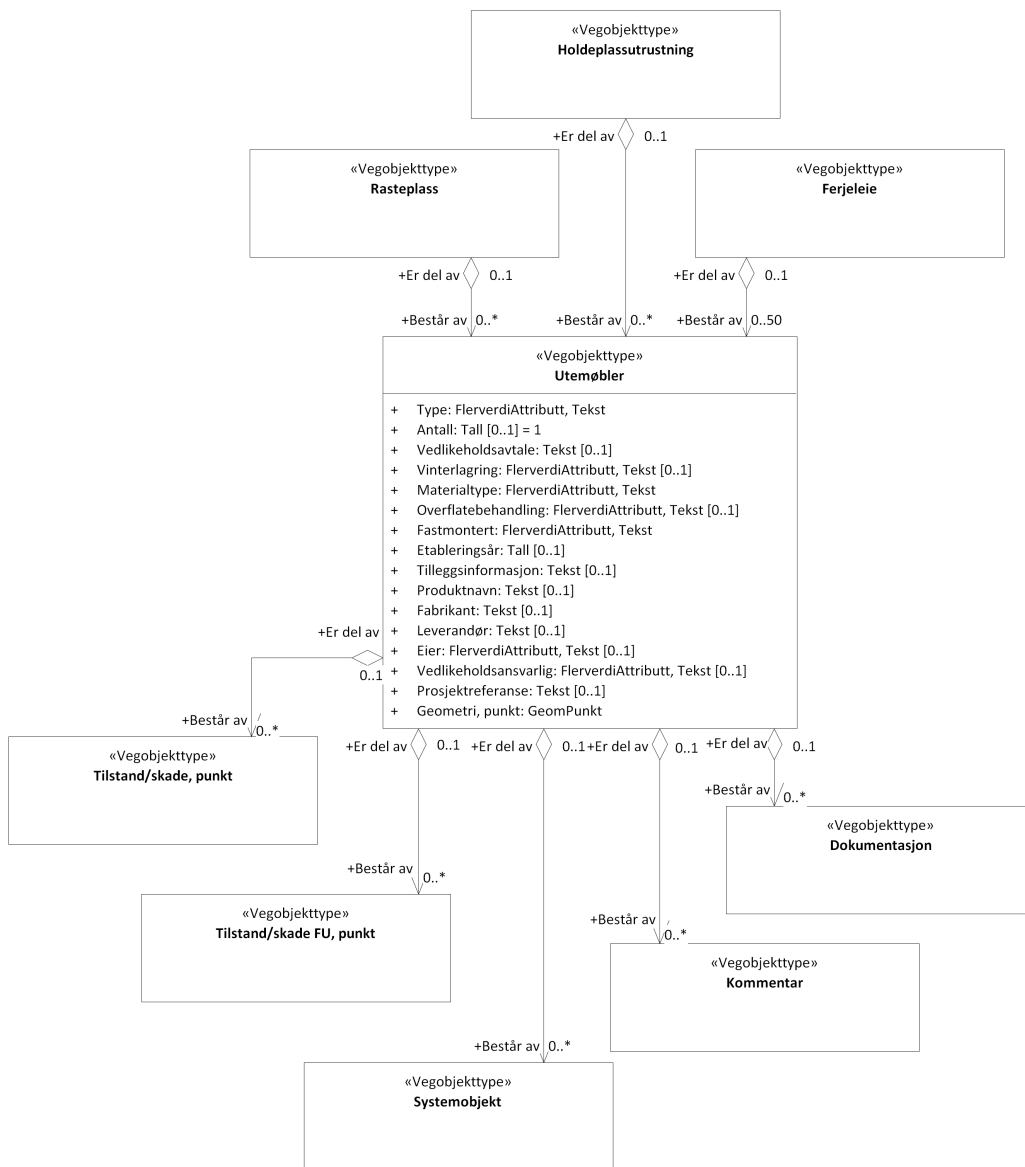 «Vegobjekttype»
Holdeplassutrustning
+Er del av 0..1
«Vegobjekttype»
Rasteplass
«Vegobjekttype»
Ferjeleie
+Er del av 0..1
+Er del av 0..1
+Består av 0..*
+Består av 0..*
+Består av 0..50
«Vegobjekttype»
Utemøbler
+ Type: FlerverdiAttributt, Tekst
+ Antall: Tall [0..1] = 1
+ Vedlikeholdsavtale: Tekst [0..1]
+ Vinterlagring: FlerverdiAttributt, Tekst [0..1]
+ Materialtype: FlerverdiAttributt, Tekst
+ Overflatebehandling: FlerverdiAttributt, Tekst [0..1]
+ Fastmontert: FlerverdiAttributt, Tekst
+ Etableringsår: Tall [0..1]
+ Tilleggsinformasjon: Tekst [0..1]
+ Produktnavn: Tekst [0..1]
+ Fabrikant: Tekst [0..1]
+ Leverandør: Tekst [0..1]
+ Eier: FlerverdiAttributt, Tekst [0..1]
+ Vedlikeholdsansvarlig: FlerverdiAttributt, Tekst [0..1]
+ Prosjektreferanse: Tekst [0..1]
+ Geometri, punkt: GeomPunkt
+Er del av
0..1
+Består av 0..*
«Vegobjekttype»
Tilstand/skade, punkt
+Er del av 0..1
+Er del av 0..1
+Er del av 0..1
+Er del av 0..1
+Består av 0..*
«Vegobjekttype»
Dokumentasjon
+Består av 0..*
«Vegobjekttype»
Tilstand/skade FU, punkt
+Består av 0..*
«Vegobjekttype»
Kommentar
+Består av 0..*
«Vegobjekttype»
Systemobjekt